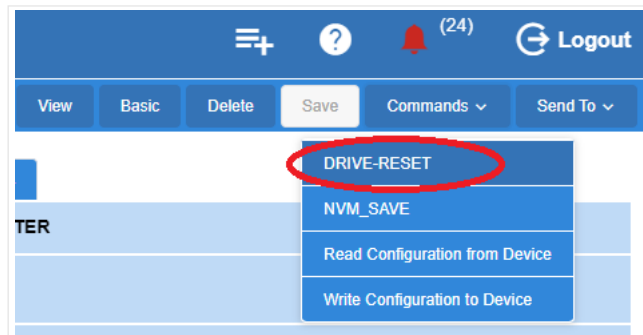 (24) Logout
View Basic Delete Save Commands Send To
DRIVE-RESET
TER
NVM_SAVE
Read Configuration from Device
Write Configuration to Device